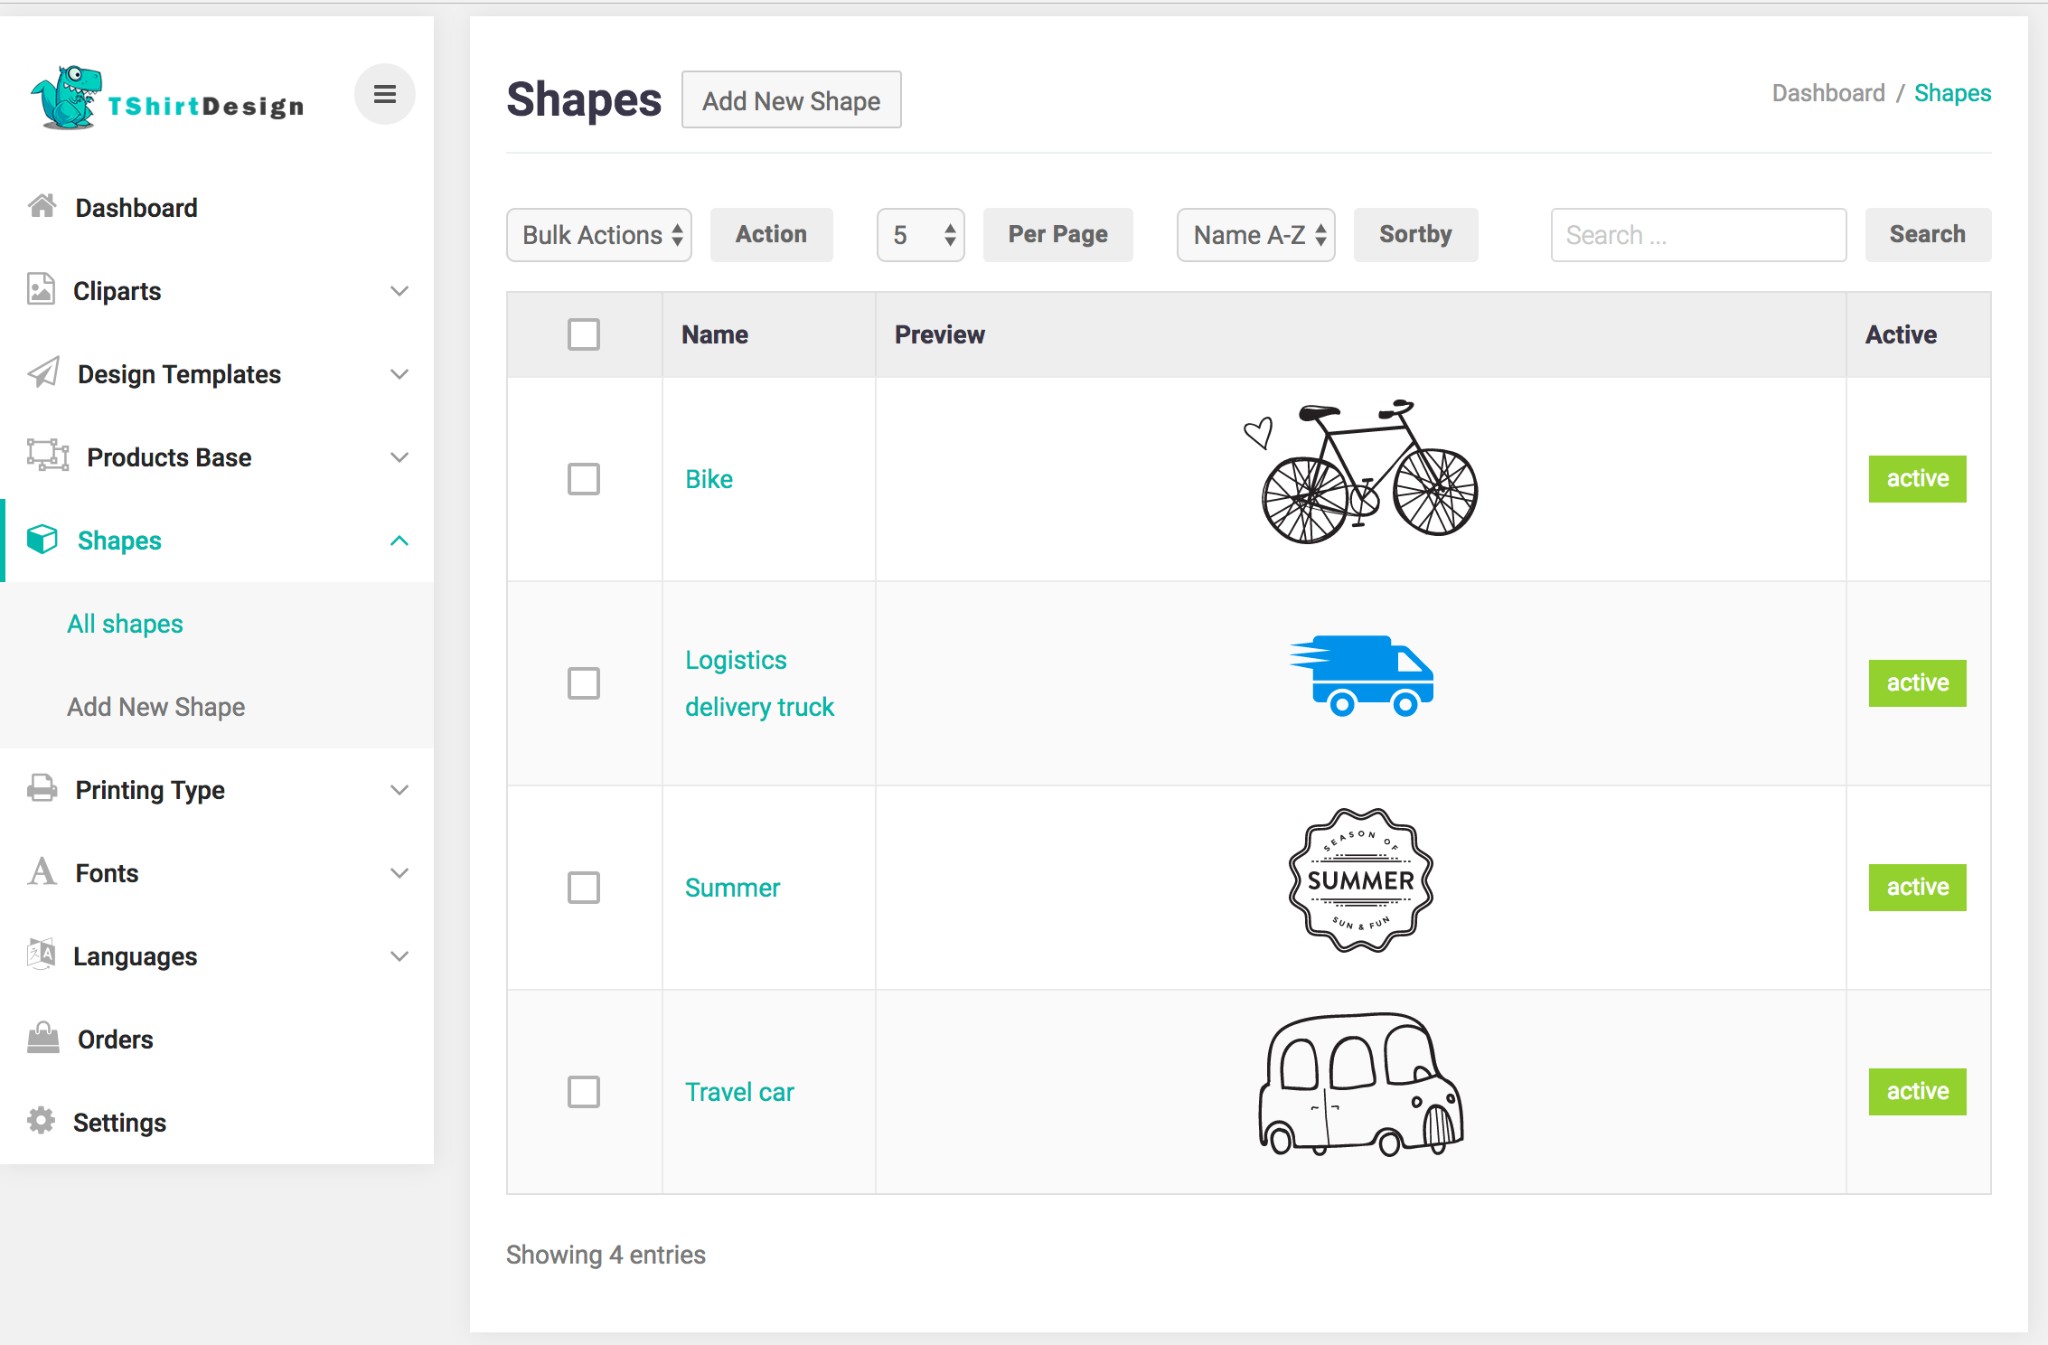 TShirtDesign
Dashboard
Cliparts
Design Templates
Products Base
Shapes
All shapes
Add New Shape
Printing Type
Fonts
Languages
Orders
Settings
Shapes
Add New Shape
Dashboard / Shapes
Bulk Actions
Action
5
Per Page
Name A-Z
Sortby
Search ...
Search
Name
Preview
Active
Bike
active
Logistics
delivery truck
active
Summer
SEASON OF
SUMMER
SUN & FUN
active
Travel car
active
Showing 4 entries